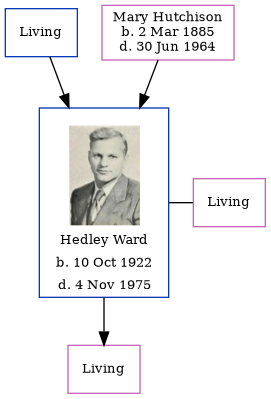 Living
Mary Hutchison
b. 2 Mar 1885
d. 30 Jun 1964
Hedley Ward
b. 10 Oct 1922
d. 4 Nov 1975
Living
Living